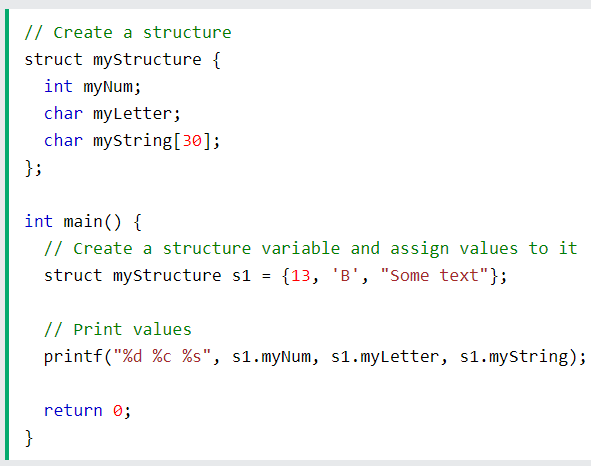 // Create a structure
struct myStructure {
  int myNum;
  char myLetter;
  char myString[30];
};

int main() {
  // Create a structure variable and assign values to it
  struct myStructure s1 = {13, 'B', "Some text"};

  // Print values
  printf("%d %c %s", s1.myNum, s1.myLetter, s1.myString);

  return 0;
}